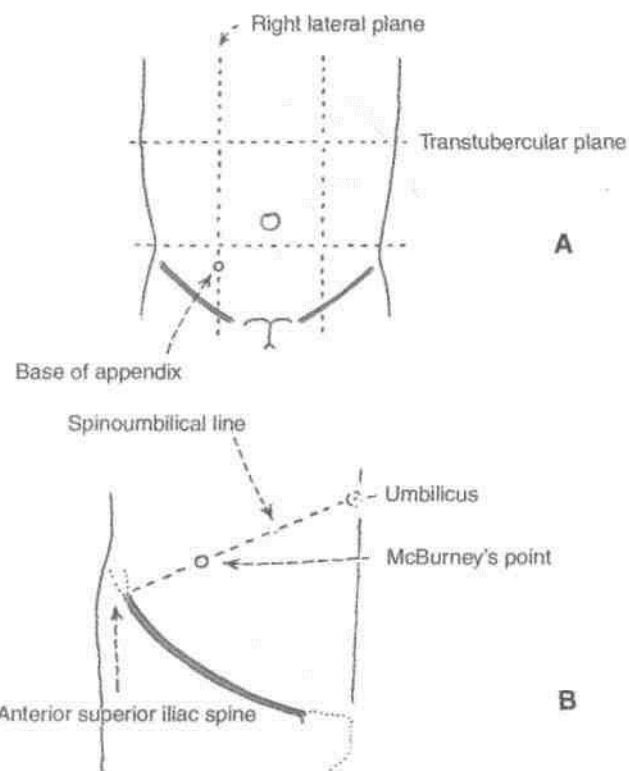 Right lateral plane
Transtubercular plane
A
Base of appendix
Spinoumbilical line
Umbilicus
McBurney's point
Anterior superior iliac spine
B